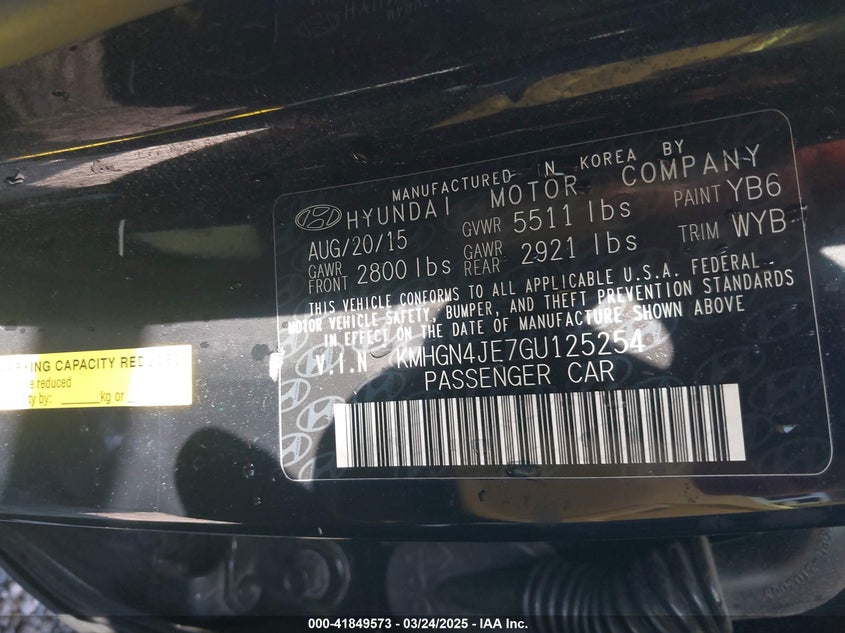 MANUFACTURED IN KOREA BY
HYUNDAI MOTOR COMPANY
AUG/20/15 GVWR 5511 lbs PAINT YB6
GAWR FRONT 2800 lbs GAWR REAR 2921 lbs TRIM WYB
THIS VEHICLE CONFORMS TO ALL APPLICABLE U.S.A. FEDERAL
MOTOR VEHICLE SAFETY, BUMPER, AND THEFT PREVENTION STANDARDS
IN EFFECT ON THE DATE OF MANUFACTURE SHOWN ABOVE
V.I.N KMHGN4JE7GU125254
PASSENGER CAR
CAPACITY REDUCED
reduced
by: ______kg or
000-41849573 - 03/24/2025 - IAA Inc.